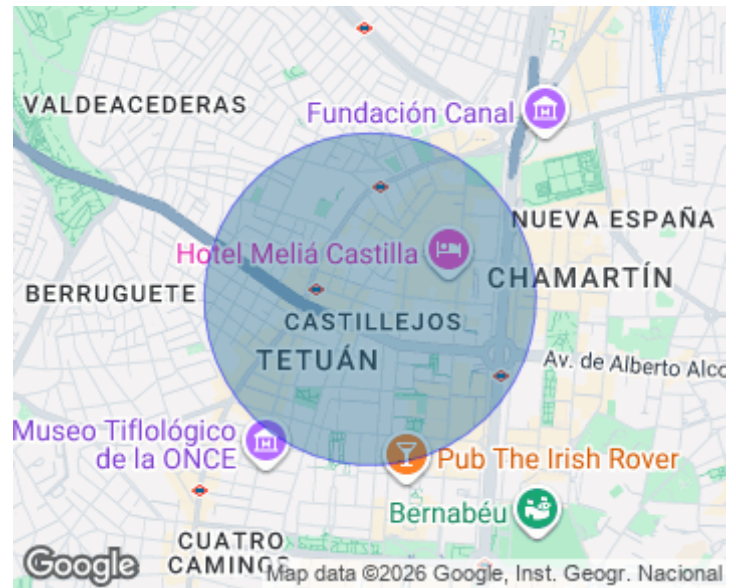 VALDEACEDERAS
Fundación Canal
NUEVA ESPAÑA
Hotel Meliá Castilla
CHAMARTÍN
BERRUGUETE
CASTILLEJOS
TETUÁN
Av. de Alberto Alco
Museo Tiflológico
de la ONCE
Pub The Irish Rover
Bernabéu
CUATRO
CAMINOS
Google
Map data ©2026 Google, Inst. Geogr. Nacional